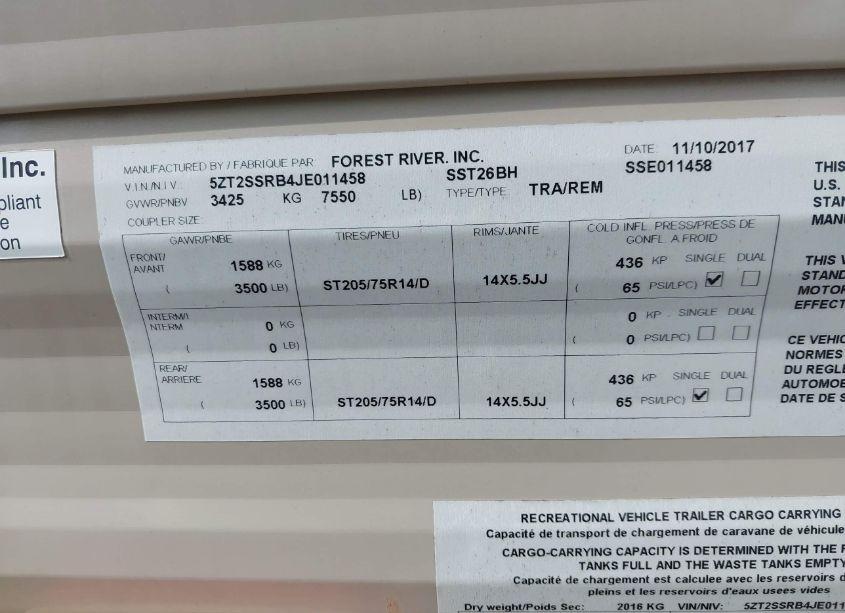 Inc.
pliant
e
on
MANUFACTURED BY / FABRIQUE PAR: FOREST RIVER. INC. DATE: 11/10/2017
V.I.N./N.I.V.: 5ZT2SSRB4JE011458 SST26BH SSE011458
GVWR/PNBV 3425 KG 7550 LB) TYPE/TYPE: TRA/REM
COUPLER SIZE:
GAWR/PNBE TIRES/PNEU RIMS/JANTE COLD INFL. PRESS/PRESS DE
GONFL. A FROID
FRONT/
AVANT 1588 KG 436 KP SINGLE DUAL
( 3500 LB) ST205/75R14/D 14X5.5JJ ( 65 PSI/LPC)
INTERM/I
NTERM 0 KG 0 KP SINGLE DUAL
( 0 LB) ( 0 PSI/LPC)
REAR/
ARRIERE 1588 KG 436 KP SINGLE DUAL
( 3500 LB) ST205/75R14/D 14X5.5JJ ( 65 PSI/LPC)
THIS
U.S.
STAN
MANU
THIS V
STAND
MOTOR
EFFECT
CE VEHIC
NORMES
DU REGLE
AUTOMOB
DATE DE S
RECREATIONAL VEHICLE TRAILER CARGO CARRYING
Capacité de transport de chargement de caravane de véhicule
CARGO-CARRYING CAPACITY IS DETERMINED WITH THE F
TANKS FULL AND THE WASTE TANKS EMPTY
Capacité de chargement est calculee avec les reservoirs d
pleins et les reservoirs d'eaux usees vides
Dry weight/Poids Sec: 2016 KG VIN/NIV: 5ZT2SSRB4JE011